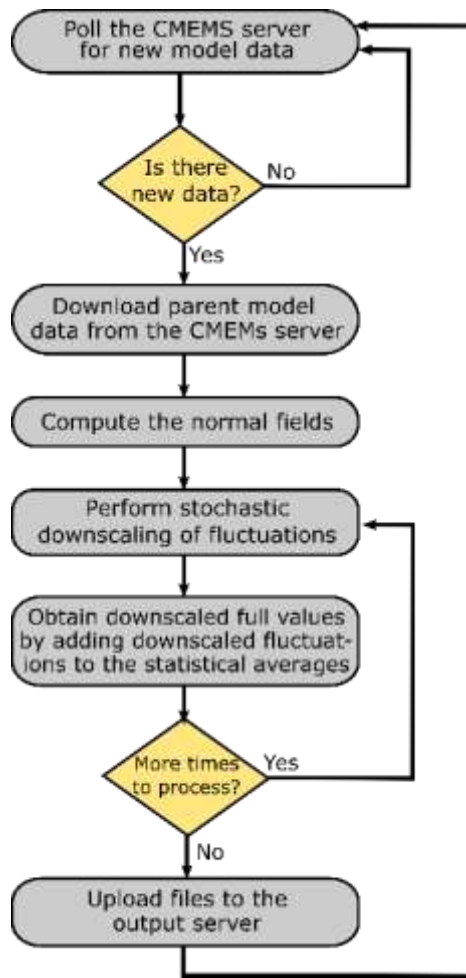 Poll the CMEMS server
for new model data
Is there
new data?
No
Yes
Download parent model
data from the CMEMs server
Compute the normal fields
Perform stochastic
downscaling of fluctuations
Obtain downscaled full values
by adding downscaled fluctuat-
ions to the statistical averages
More times
to process?
Yes
No
Upload files to the
output server